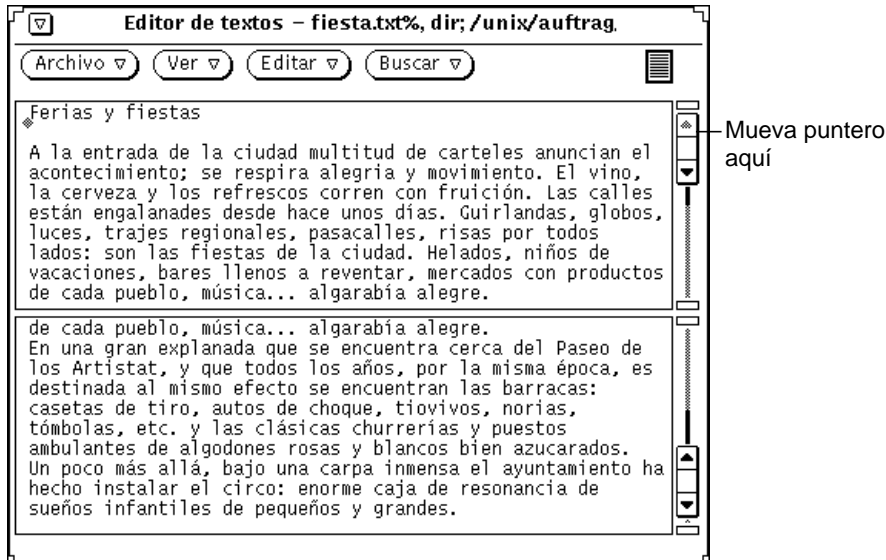 Editor de textos – fiesta.txt%, dir; /unix/auftrag.
Archivo Ver Editar Buscar
Ferias y fiestas
A la entrada de la ciudad multitud de carteles anuncian el
acontecimiento; se respira alegria y movimiento. El vino,
la cerveza y los refrescos corren con fruición. Las calles
están engalanades desde hace unos días. Guirlandas, globos,
luces, trajes regionales, pasacalles, risas por todos
lados: son las fiestas de la ciudad. Helados, niños de
vacaciones, bares llenos a reventar, mercados con productos
de cada pueblo, música... algarabía alegre.
de cada pueblo, música... algarabía alegre.
En una gran explanada que se encuentra cerca del Paseo de
los Artistat, y que todos los años, por la misma época, es
destinada al mismo efecto se encuentran las barracas:
casetas de tiro, autos de choque, tiovivos, norias,
tómbolas, etc. y las clásicas churrerías y puestos
ambulantes de algodones rosas y blancos bien azucarados.
Un poco más allá, bajo una carpa inmensa el ayuntamiento ha
hecho instalar el circo: enorme caja de resonancia de
sueños infantiles de pequeños y grandes.
Mueva puntero
aquí